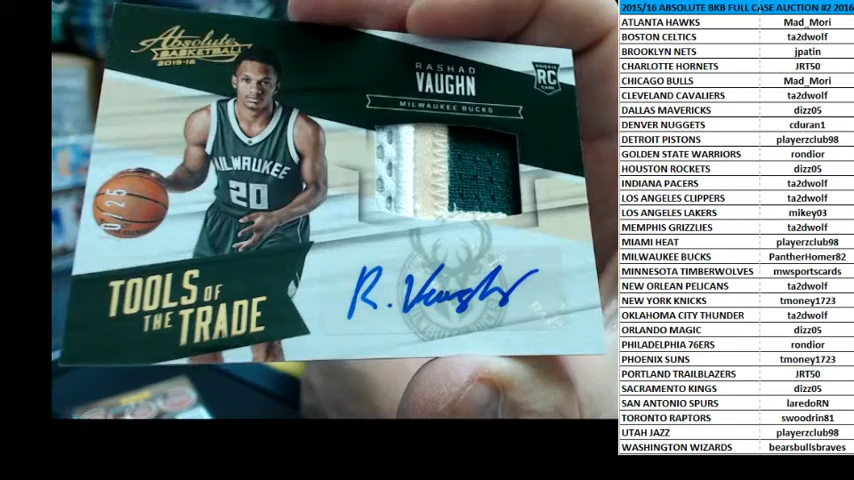 Absolute
BASKETBALL
2015-16
RASHAD
VAUGHN
MILWAUKEE BUCKS
ROOKIE
RC
CARD
MILWAUKEE
20
TOOLS OF
THE TRADE
R. Vaughn
2015/16 ABSOLUTE BKB FULL CASE AUCTION #2 2016
ATLANTA HAWKS Mad_Mori
BOSTON CELTICS ta2dwolf
BROOKLYN NETS jpatin
CHARLOTTE HORNETS JRT50
CHICAGO BULLS Mad_Mori
CLEVELAND CAVALIERS ta2dwolf
DALLAS MAVERICKS dizz05
DENVER NUGGETS cduran1
DETROIT PISTONS playerzclub98
GOLDEN STATE WARRIORS rondior
HOUSTON ROCKETS dizz05
INDIANA PACERS ta2dwolf
LOS ANGELES CLIPPERS ta2dwolf
LOS ANGELES LAKERS mikey03
MEMPHIS GRIZZLIES ta2dwolf
MIAMI HEAT playerzclub98
MILWAUKEE BUCKS PantherHomer82
MINNESOTA TIMBERWOLVES mwsportscards
NEW ORLEAN PELICANS ta2dwolf
NEW YORK KNICKS tmoney1723
OKLAHOMA CITY THUNDER ta2dwolf
ORLANDO MAGIC dizz05
PHILADELPHIA 76ERS rondior
PHOENIX SUNS tmoney1723
PORTLAND TRAILBLAZERS JRT50
SACRAMENTO KINGS dizz05
SAN ANTONIO SPURS laredoRN
TORONTO RAPTORS swoodrin81
UTAH JAZZ playerzclub98
WASHINGTON WIZARDS bearsbullsbraves